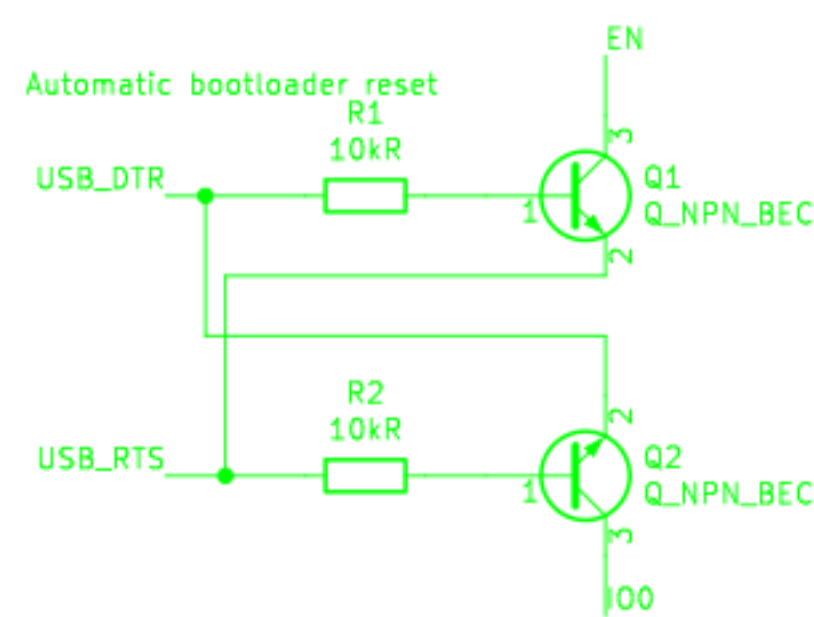 EN
Automatic bootloader reset
R1
10kR
3
USB_DTR
Q1
1
Q_NPN_BEC
2
R2
10kR
2
USB_RTS
Q2
1
Q_NPN_BEC
3
IO0